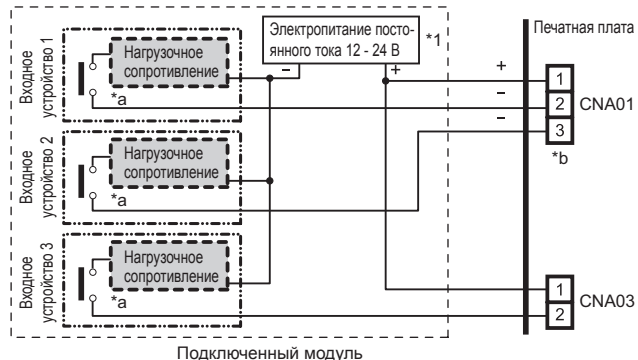 Электропитание посто-
янного тока 12 - 24 В
*1
Печатная плата
Входное
устройство 1
Нагрузочное
сопротивление
*a
–
+
+
–
–
1
2
3
CNA01
*b
Входное
устройство 2
Нагрузочное
сопротивление
*a
Входное
устройство 3
Нагрузочное
сопротивление
*a
1
2
CNA03
Подключенный модуль